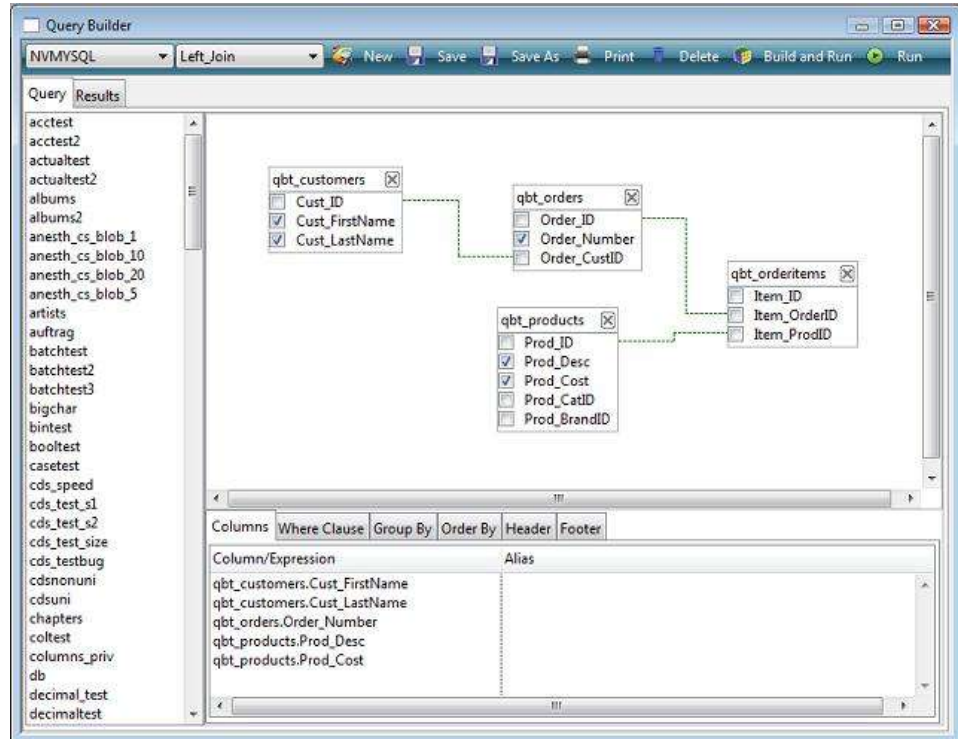 Query Builder
NVMYSQL Left_Join New Save Save As Print Delete Build and Run Run
Query Results
acctest
acctest2
actualtest
actualtest2
albums
albums2
anesth_cs_blob_1
anesth_cs_blob_10
anesth_cs_blob_20
anesth_cs_blob_5
artists
auftrag
batchtest
batchtest2
batchtest3
bigchar
bintest
booltest
casetest
cds_speed
cds_test_s1
cds_test_s2
cds_test_size
cds_testbug
cdsnonuni
cdsuni
chapters
coltest
columns_priv
db
decimal_test
decimaltest
qbt_customers
Cust_ID
Cust_FirstName
Cust_LastName
qbt_orders
Order_ID
Order_Number
Order_CustID
qbt_orderitems
Item_ID
Item_OrderID
Item_ProdID
qbt_products
Prod_ID
Prod_Desc
Prod_Cost
Prod_CatID
Prod_BrandID
Columns Where Clause Group By Order By Header Footer
Column/Expression Alias
qbt_customers.Cust_FirstName
qbt_customers.Cust_LastName
qbt_orders.Order_Number
qbt_products.Prod_Desc
qbt_products.Prod_Cost